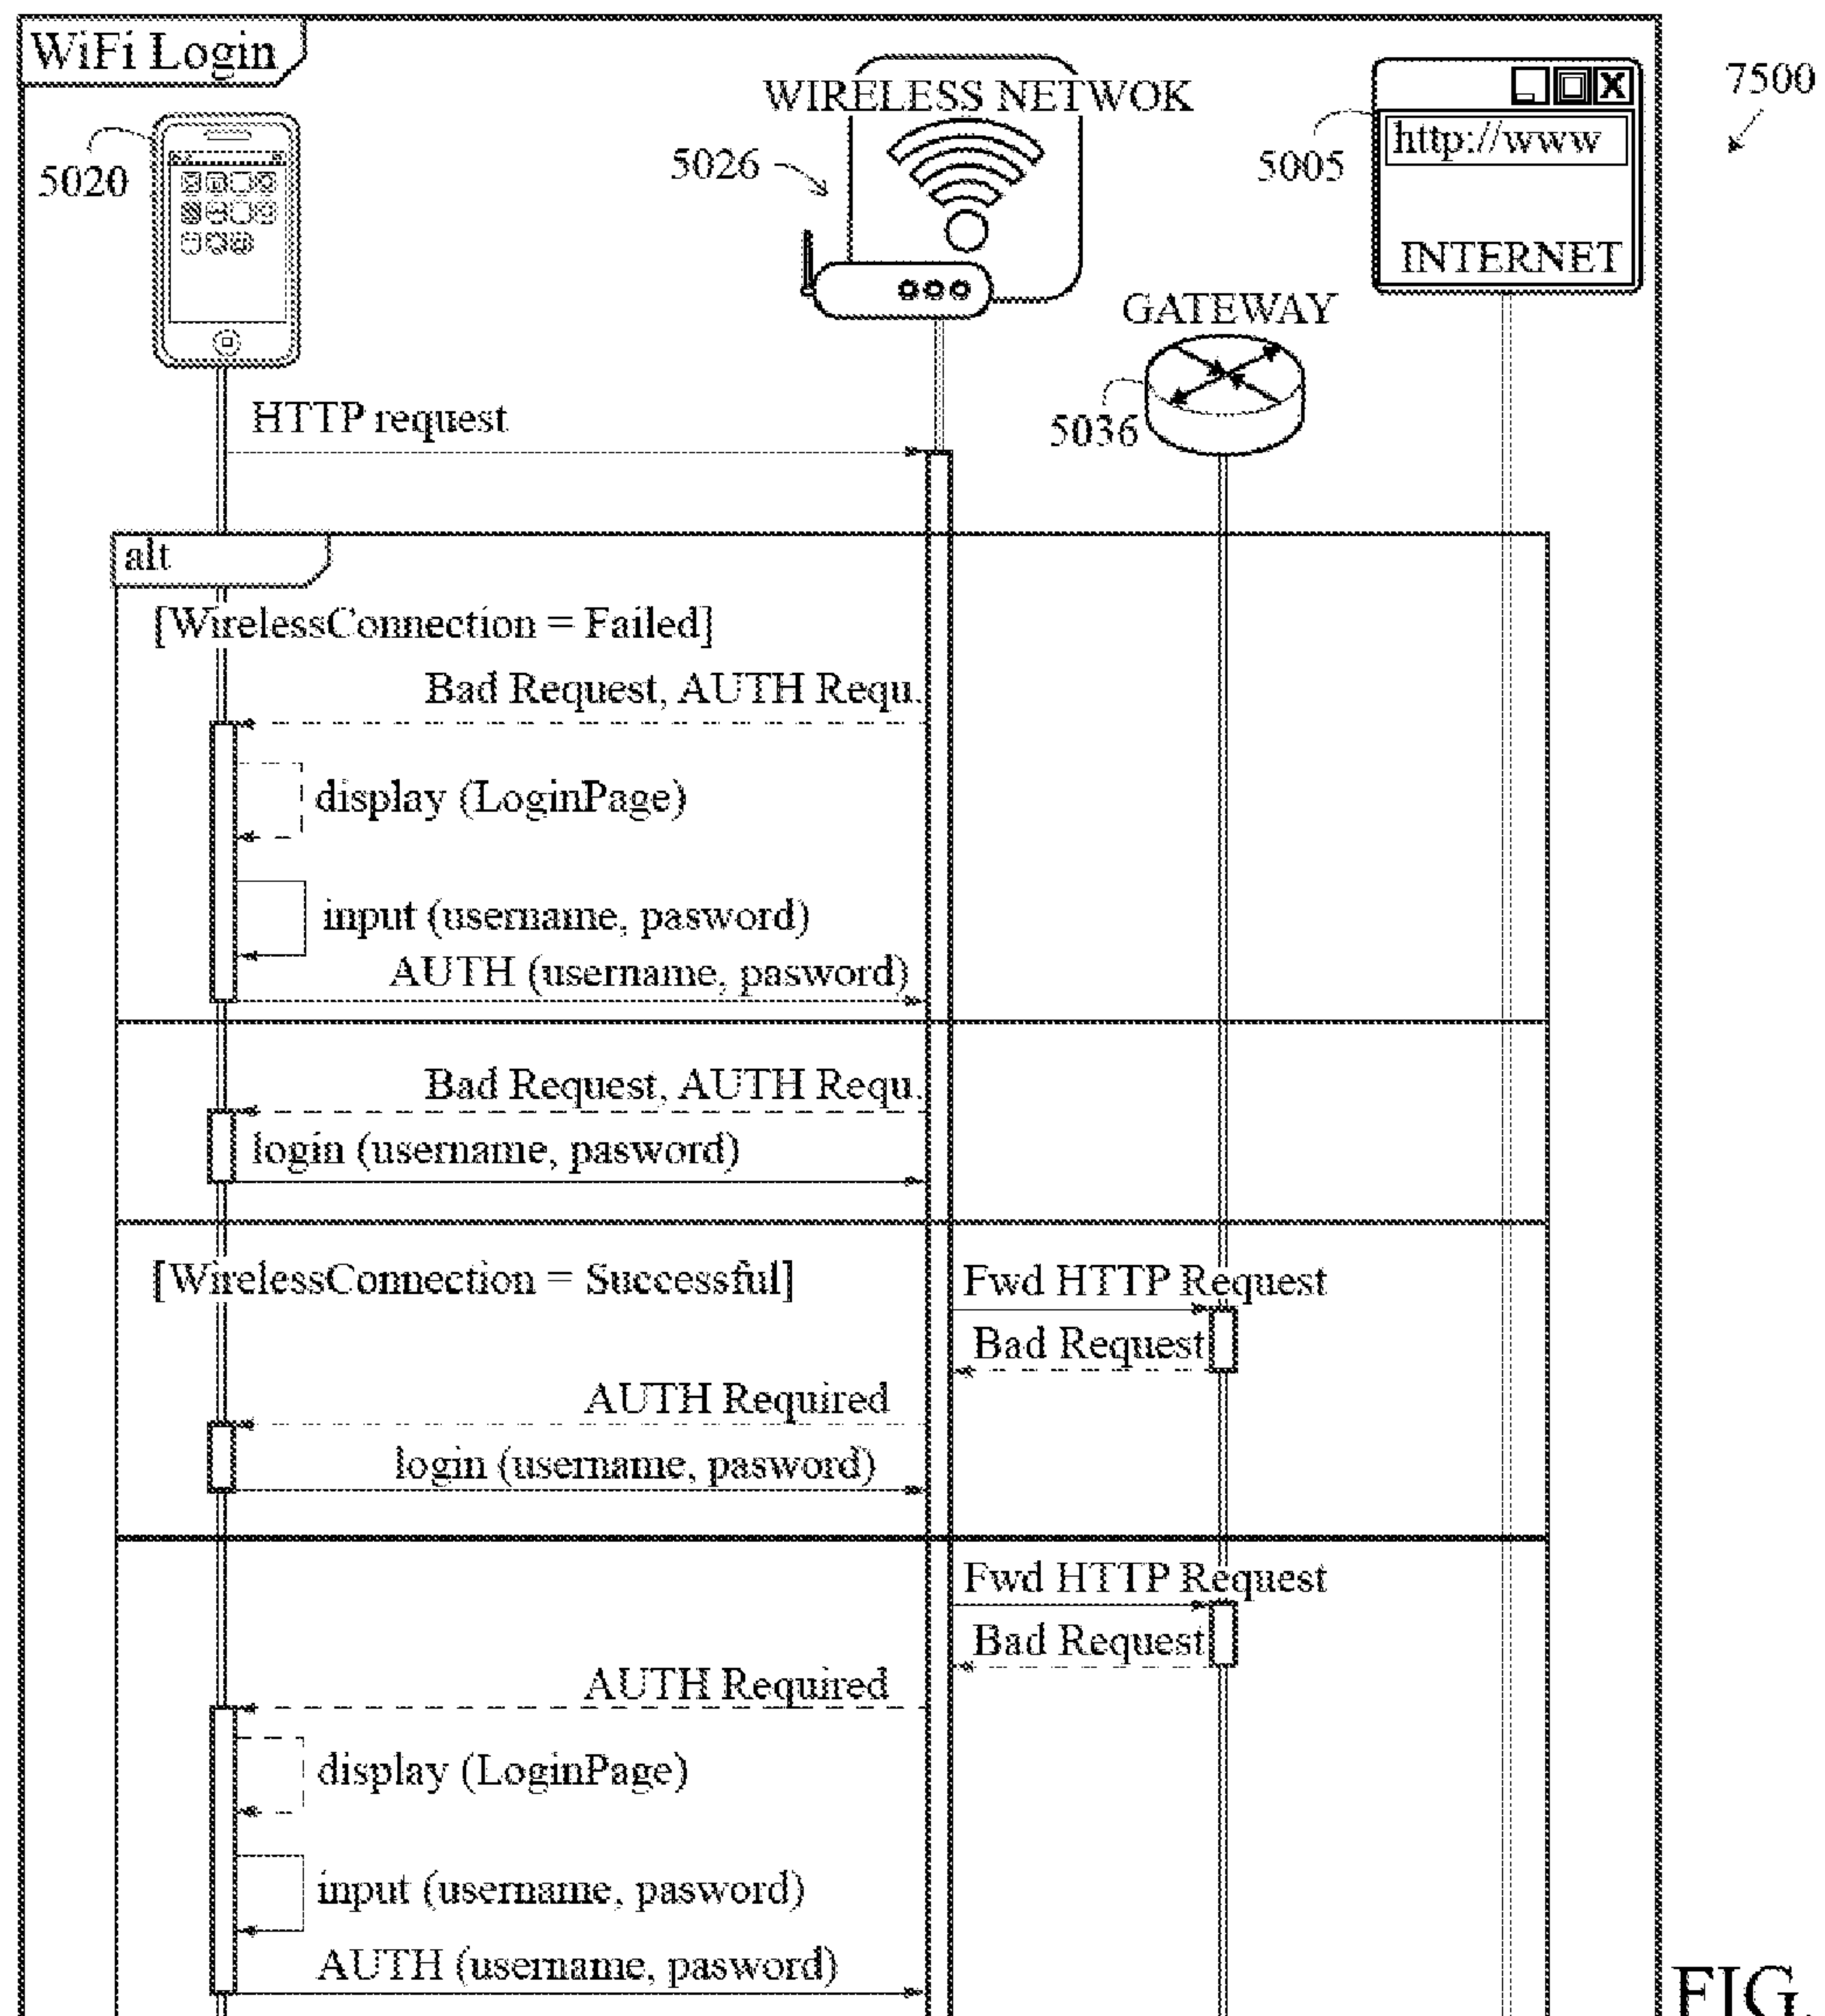 WiFi Login
WIRELESS NETWOK
7500
http://www
5020
5026
5005
INTERNET
GATEWAY
HTTP request
5036
alt
[WirelessConnection = Failed]
Bad Request, AUTH Requ.
display (LoginPage)
input (username, pasword)
AUTH (username, pasword)
Bad Request, AUTH Requ.
login (username, pasword)
[WirelessConnection = Successful]
Fwd HTTP Request
Bad Request
AUTH Required
login (username, pasword)
Fwd HTTP Request
Bad Request
AUTH Required
display (LoginPage)
input (username, pasword)
AUTH (username, pasword)
FIG.